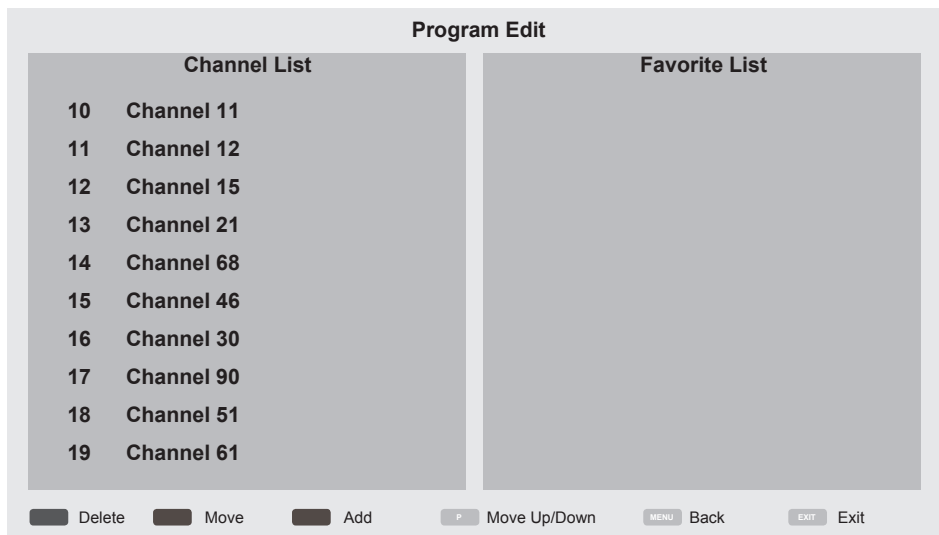 Program Edit
Channel List
10 Channel 11
11 Channel 12
12 Channel 15
13 Channel 21
14 Channel 68
15 Channel 46
16 Channel 30
17 Channel 90
18 Channel 51
19 Channel 61
Favorite List
Delete Move Add P Move Up/Down MENU Back EXIT Exit